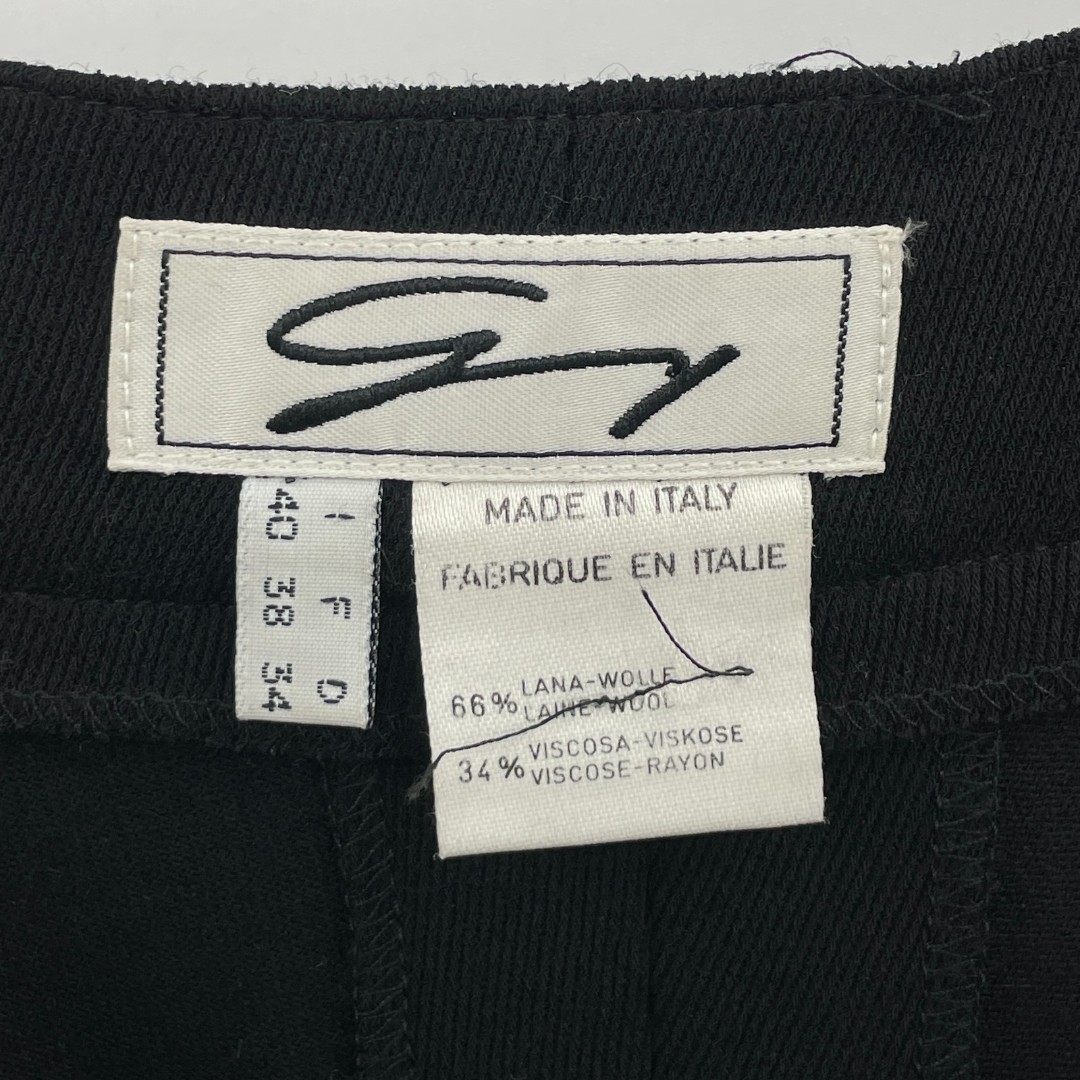 MADE IN ITALY
FABRIQUE EN ITALIE
66% LANA-WOLLE
LAINE-WOOL
34% VISCOSA-VISKOSE
VISCOSE-RAYON
I F D
40 38 34